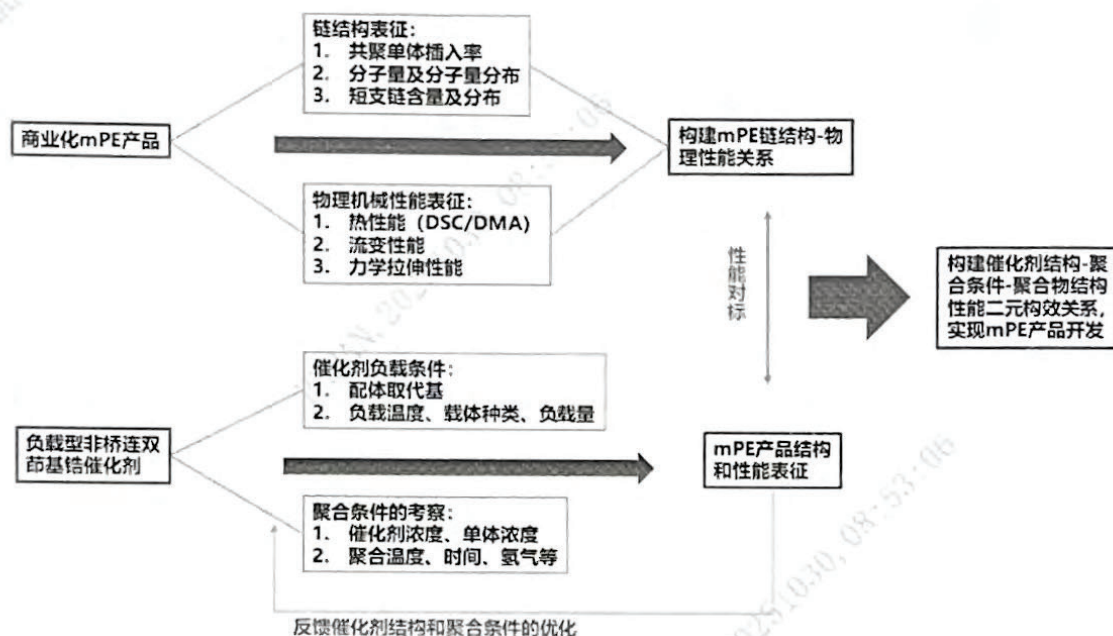 链结构表征：
1. 共聚单体插入率
2. 分子量及分子量分布
3. 短支链含量及分布
商业化mPE产品
构建mPE链结构-物
理性能关系
物理机械性能表征：
1. 热性能（DSC/DMA）
2. 流变性能
3. 力学拉伸性能
性能对标
构建催化剂结构-聚
合条件-聚合物结构
性能二元构效关系，
实现mPE产品开发
催化剂负载条件：
1. 配体取代基
2. 负载温度、载体种类、负载量
负载型非桥连双
茚基锆催化剂
mPE产品结构
和性能表征
聚合条件的考察：
1. 催化剂浓度、单体浓度
2. 聚合温度、时间、氢气等
反馈催化剂结构和聚合条件的优化